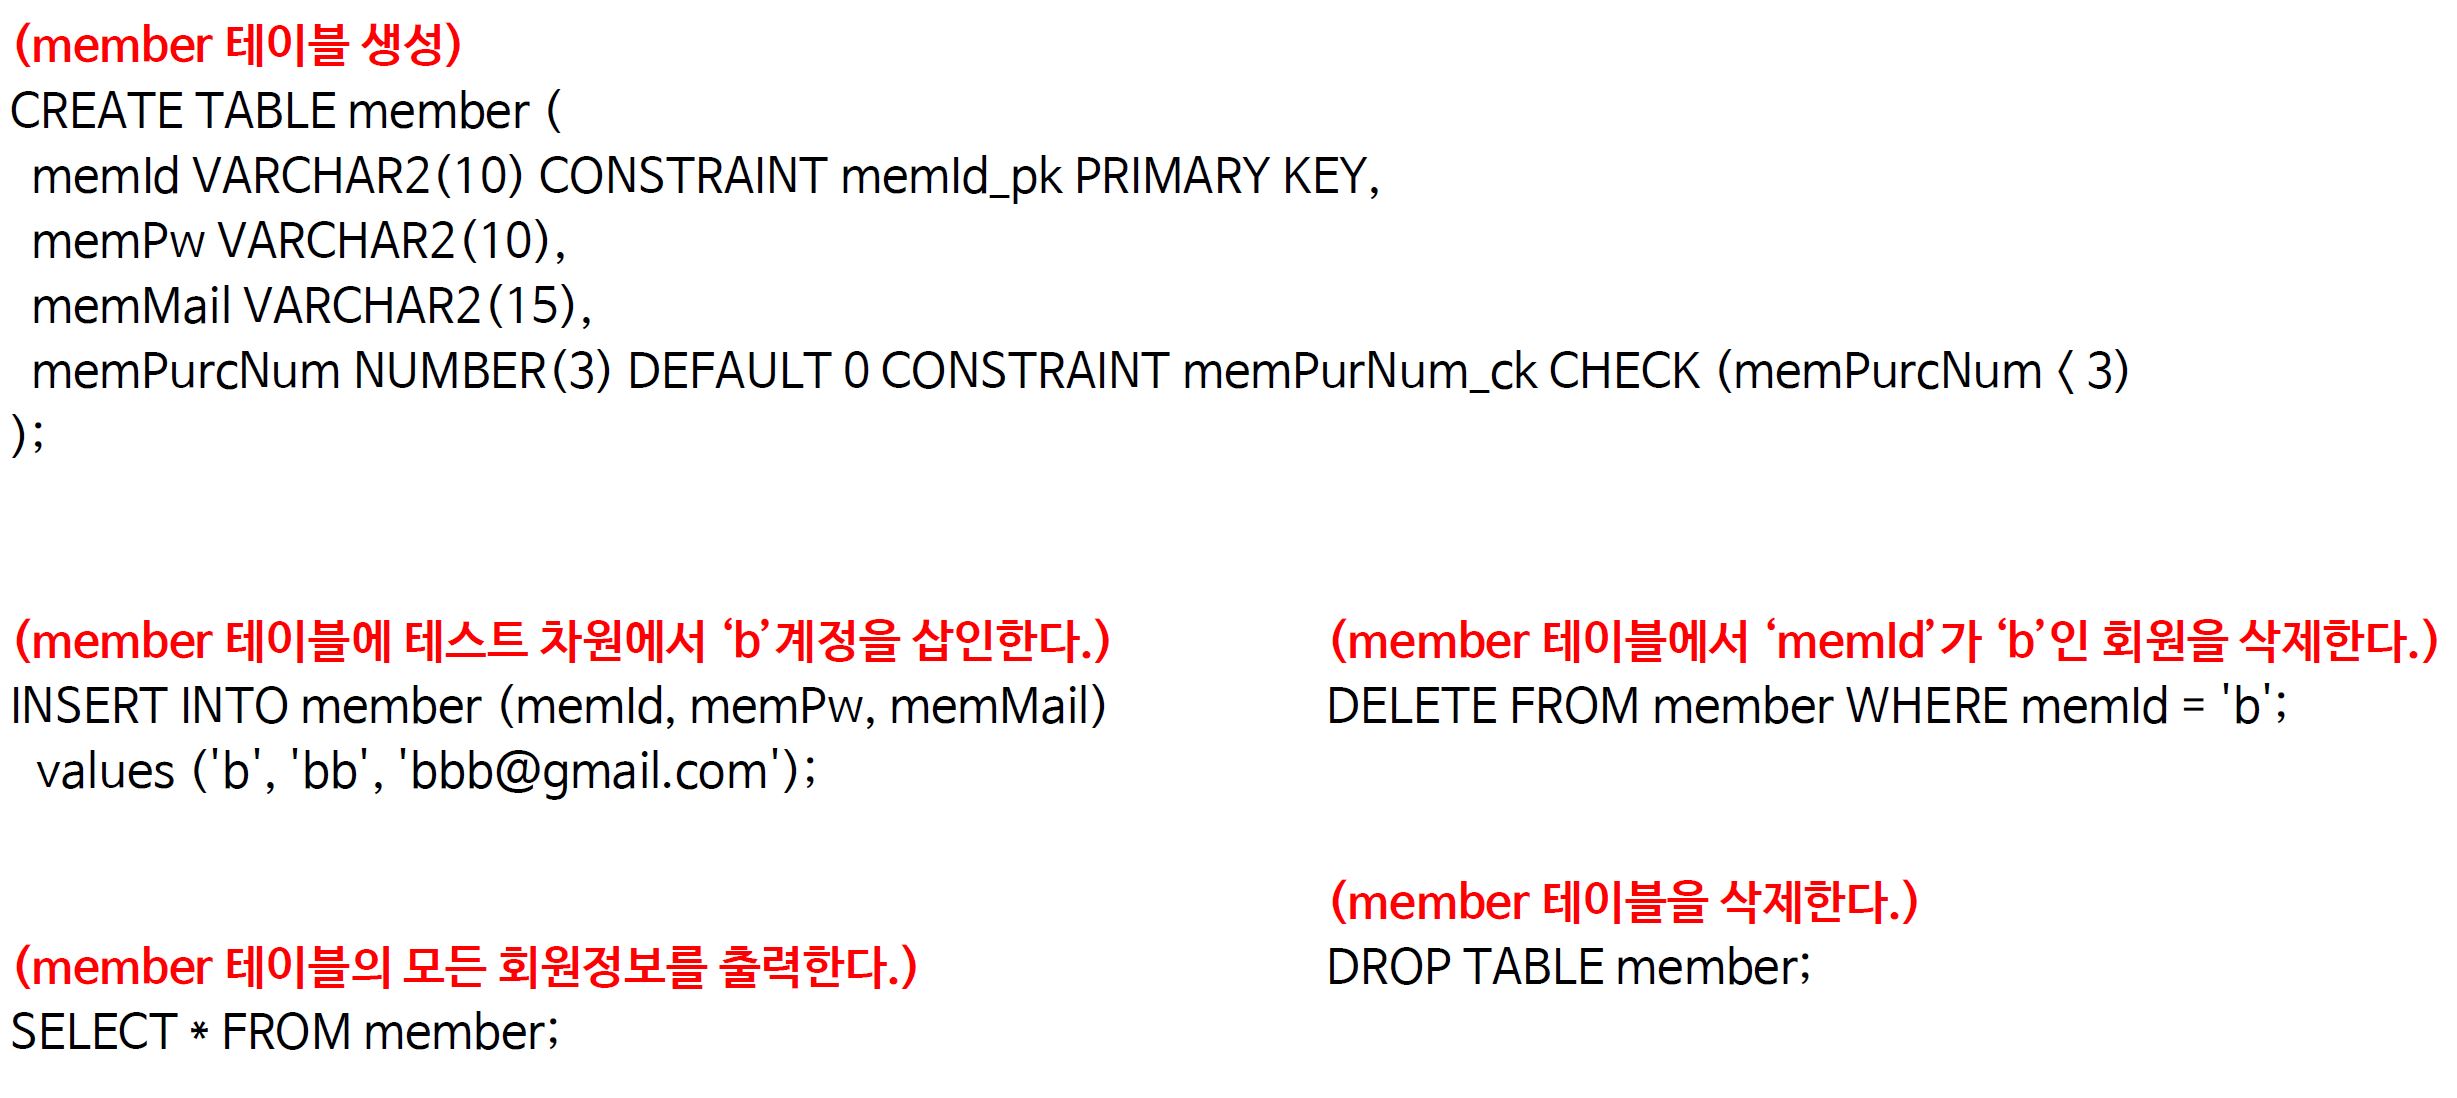 (member 테이블 생성)
CREATE TABLE member (
memId VARCHAR2(10) CONSTRAINT memId_pk PRIMARY KEY,
memPw VARCHAR2(10),
memMail VARCHAR2(15),
memPurcNum NUMBER(3) DEFAULT 0 CONSTRAINT memPurNum_ck CHECK (memPurcNum < 3)
);
(member 테이블에 테스트 차원에서 ‘b’계정을 삽인한다.)
INSERT INTO member (memId, memPw, memMail)
values ('b', 'bb', 'bbb@gmail.com');
(member 테이블의 모든 회원정보를 출력한다.)
SELECT * FROM member;
(member 테이블에서 ‘memId’가 ‘b’인 회원을 삭제한다.)
DELETE FROM member WHERE memId = 'b';
(member 테이블을 삭제한다.)
DROP TABLE member;